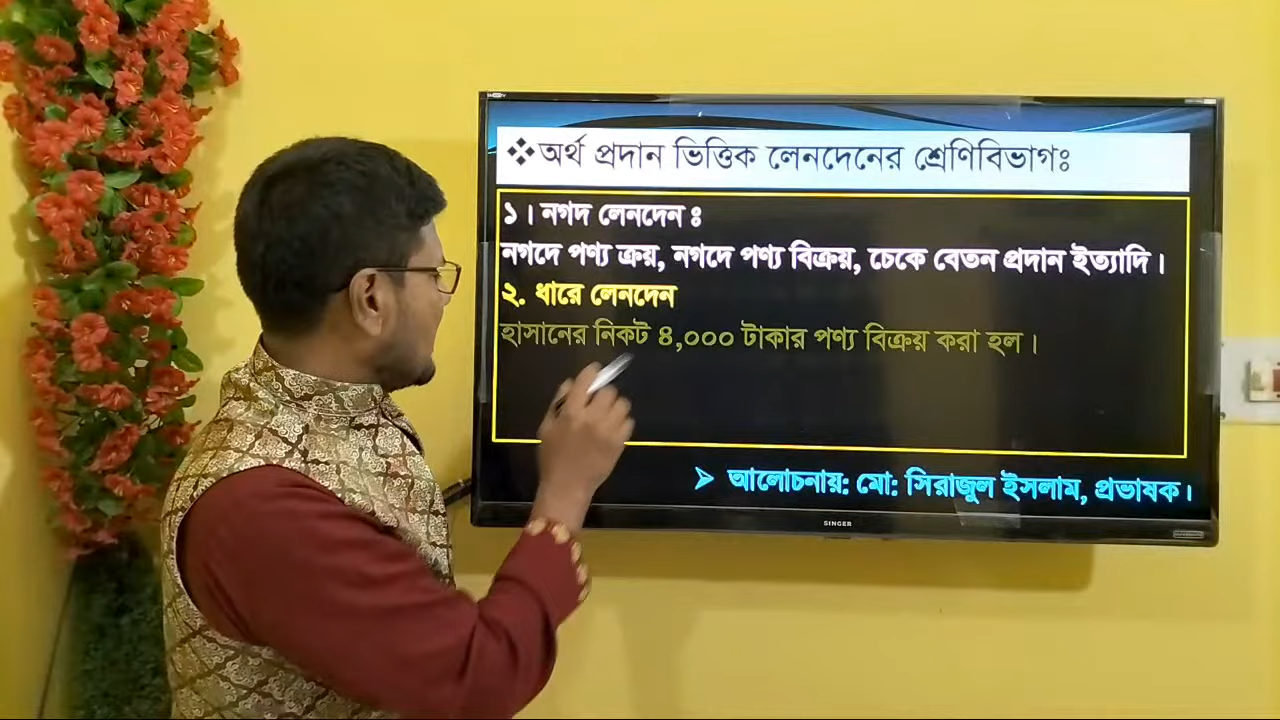 ❖অর্থ প্রদান ভিত্তিক লেনদেনের শ্রেণিবিভাগঃ
১। নগদ লেনদেন ঃ
নগদে পণ্য ক্রয়, নগদে পণ্য বিক্রয়, চেকে বেতন প্রদান ইত্যাদি।
২. ধারে লেনদেন
হাসানের নিকট ৪,০০০ টাকার পণ্য বিক্রয় করা হল।
➢ আলোচনায়: মো: সিরাজুল ইসলাম, প্রভাষক।
SINGER